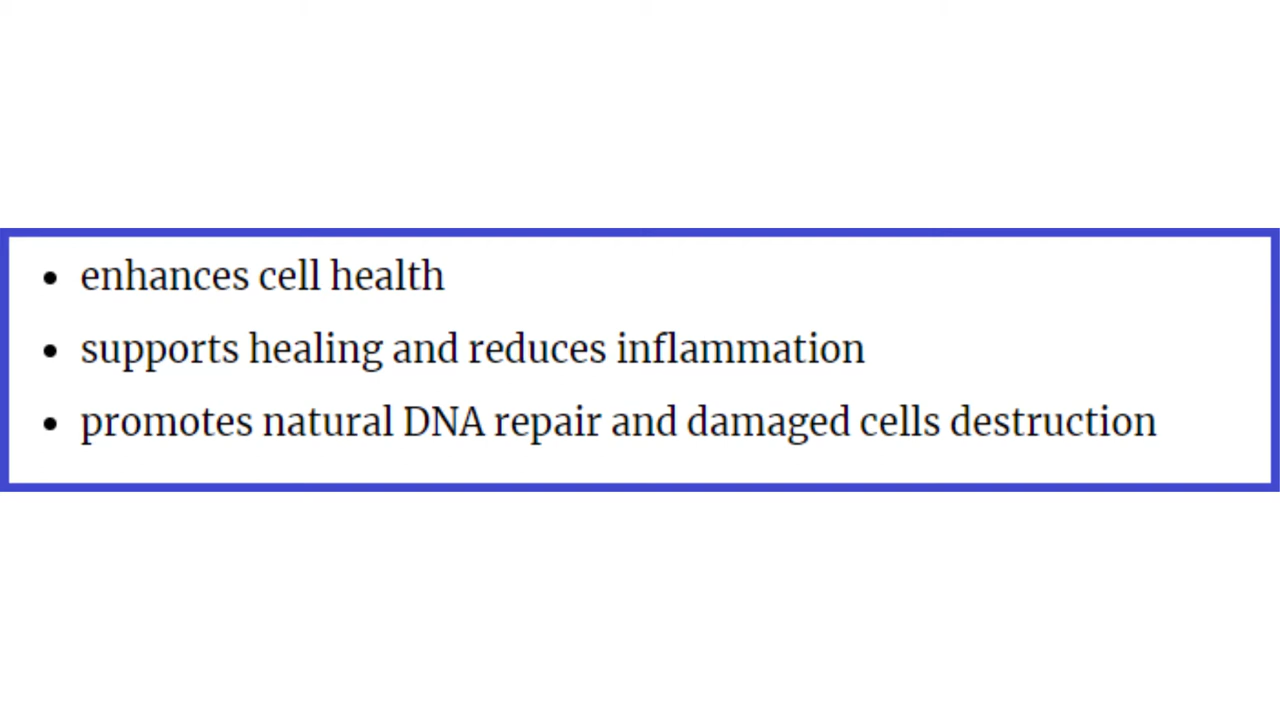 • enhances cell health
• supports healing and reduces inflammation
• promotes natural DNA repair and damaged cells destruction